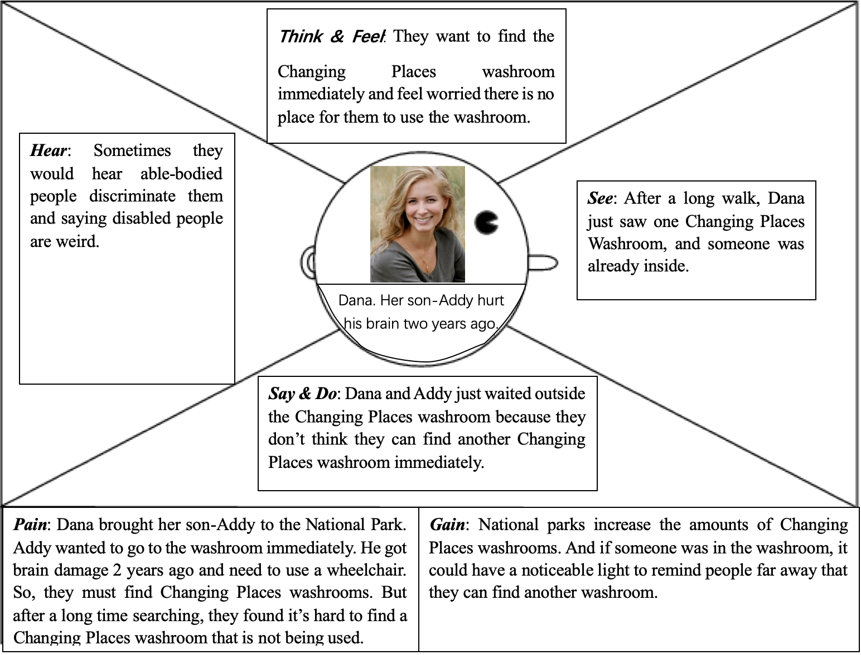 Think & Feel: They want to find the
Changing Places washroom
immediately and feel worried there is no
place for them to use the washroom.
Hear: Sometimes they
would hear able-bodied
people discriminate them
and saying disabled people
are weird.
See: After a long walk, Dana
just saw one Changing Places
Washroom, and someone was
already inside.
Dana. Her son-Addy hurt
his brain two years ago.
Say & Do: Dana and Addy just waited outside
the Changing Places washroom because they
don't think they can find another Changing
Places washroom immediately.
Pain: Dana brought her son-Addy to the National Park.
Addy wanted to go to the washroom immediately. He got
brain damage 2 years ago and need to use a wheelchair.
So, they must find Changing Places washrooms. But
after a long time searching, they found it's hard to find a
Changing Places washroom that is not being used.
Gain: National parks increase the amounts of Changing
Places washrooms. And if someone was in the washroom, it
could have a noticeable light to remind people far away that
they can find another washroom.